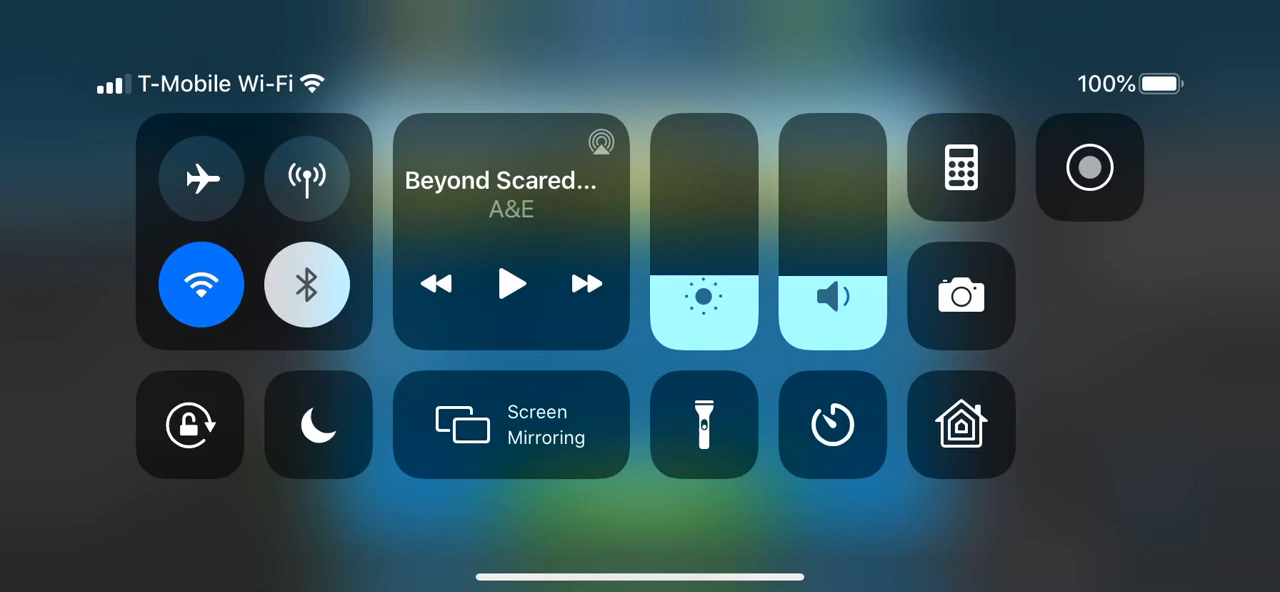 T-Mobile Wi-Fi
100%
Beyond Scared...
A&E
Screen
Mirroring